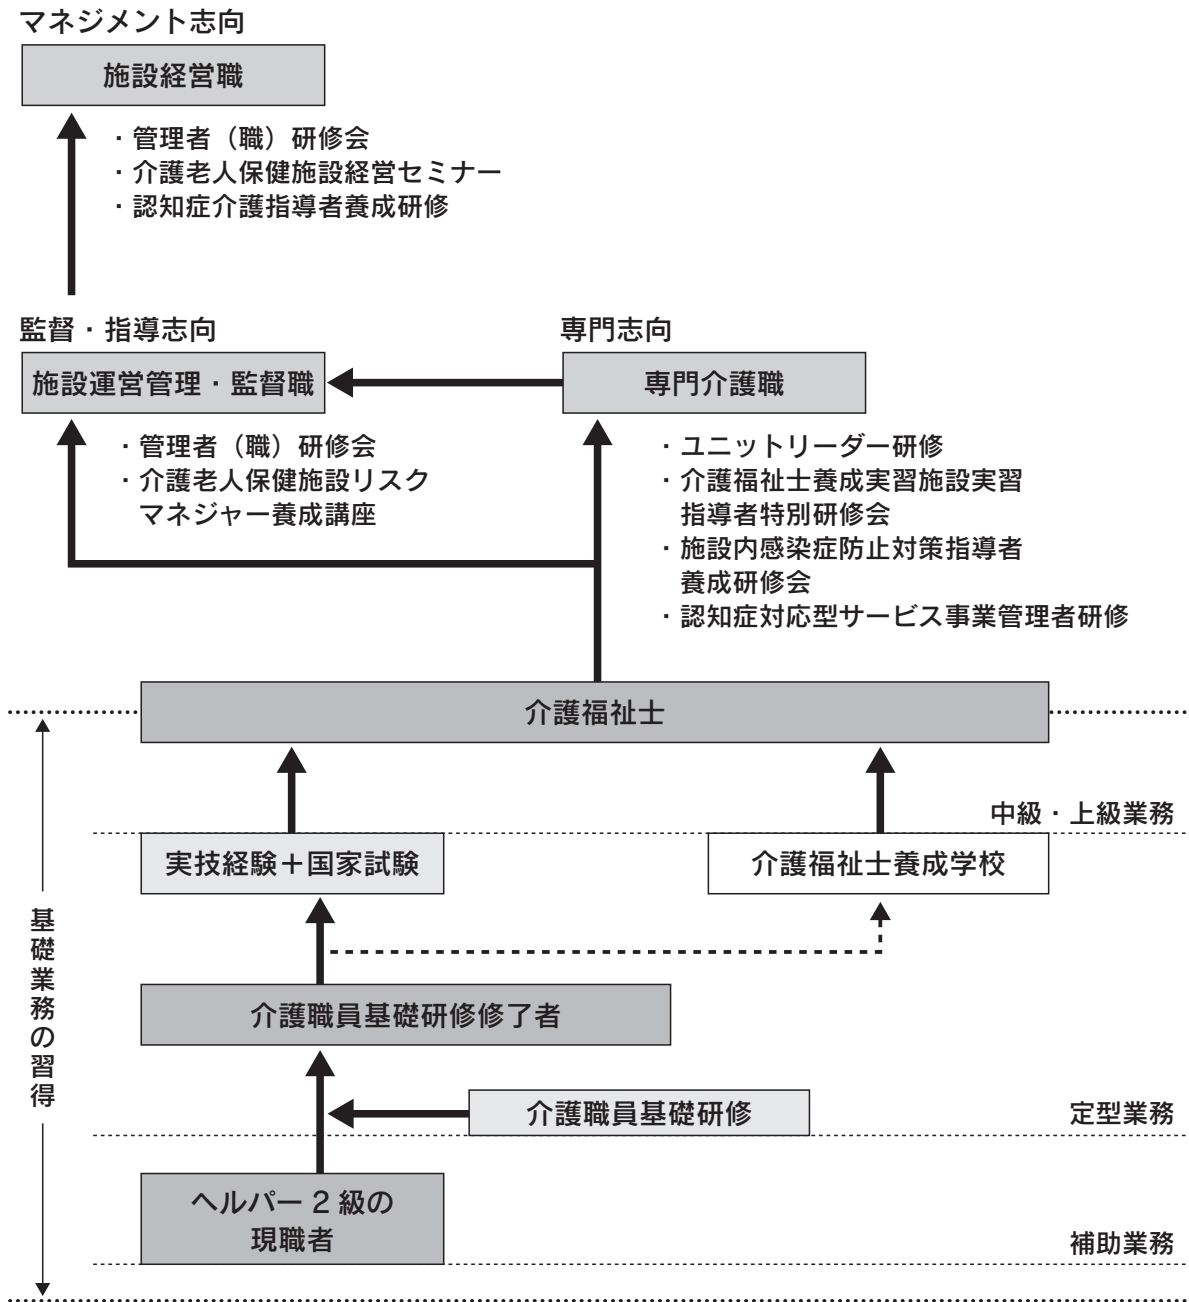 マネジメント志向
施設経営職
・管理者（職）研修会
・介護老人保健施設経営セミナー
・認知症介護指導者養成研修
監督・指導志向
専門志向
施設運営管理・監督職
専門介護職
・管理者（職）研修会
・介護老人保健施設リスク
マネジャー養成講座
・ユニットリーダー研修
・介護福祉士養成実習施設実習
指導者特別研修会
・施設内感染症防止対策指導者
養成研修会
・認知症対応型サービス事業管理者研修
介護福祉士
中級・上級業務
実技経験＋国家試験
介護福祉士養成学校
基礎業務の習得
介護職員基礎研修修了者
介護職員基礎研修
定型業務
ヘルパー２級の
現職者
補助業務